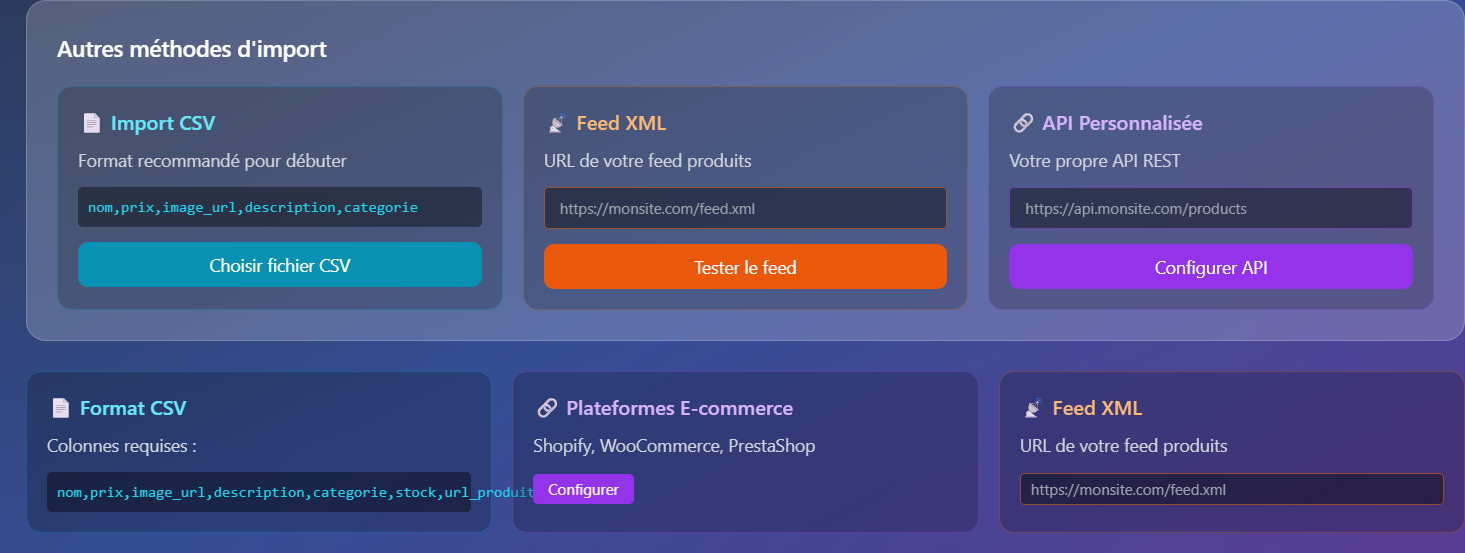 Autres méthodes d'import
Import CSV
Format recommandé pour débuter
nom,prix,image_url,description,categorie
Choisir fichier CSV
Feed XML
URL de votre feed produits
https://monsite.com/feed.xml
Tester le feed
API Personnalisée
Votre propre API REST
https://api.monsite.com/products
Configurer API
Format CSV
Colonnes requises :
nom,prix,image_url,description,categorie,stock,url_produit
Plateformes E-commerce
Shopify, WooCommerce, PrestaShop
Configurer
Feed XML
URL de votre feed produits
https://monsite.com/feed.xml